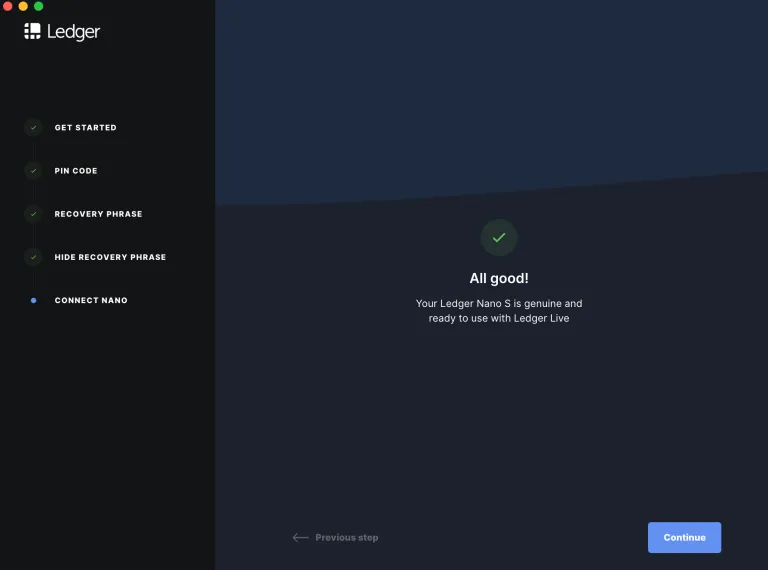 Ledger
GET STARTED
PIN CODE
RECOVERY PHRASE
HIDE RECOVERY PHRASE
CONNECT NANO
All good!
Your Ledger Nano S is genuine and
ready to use with Ledger Live
Previous step
Continue